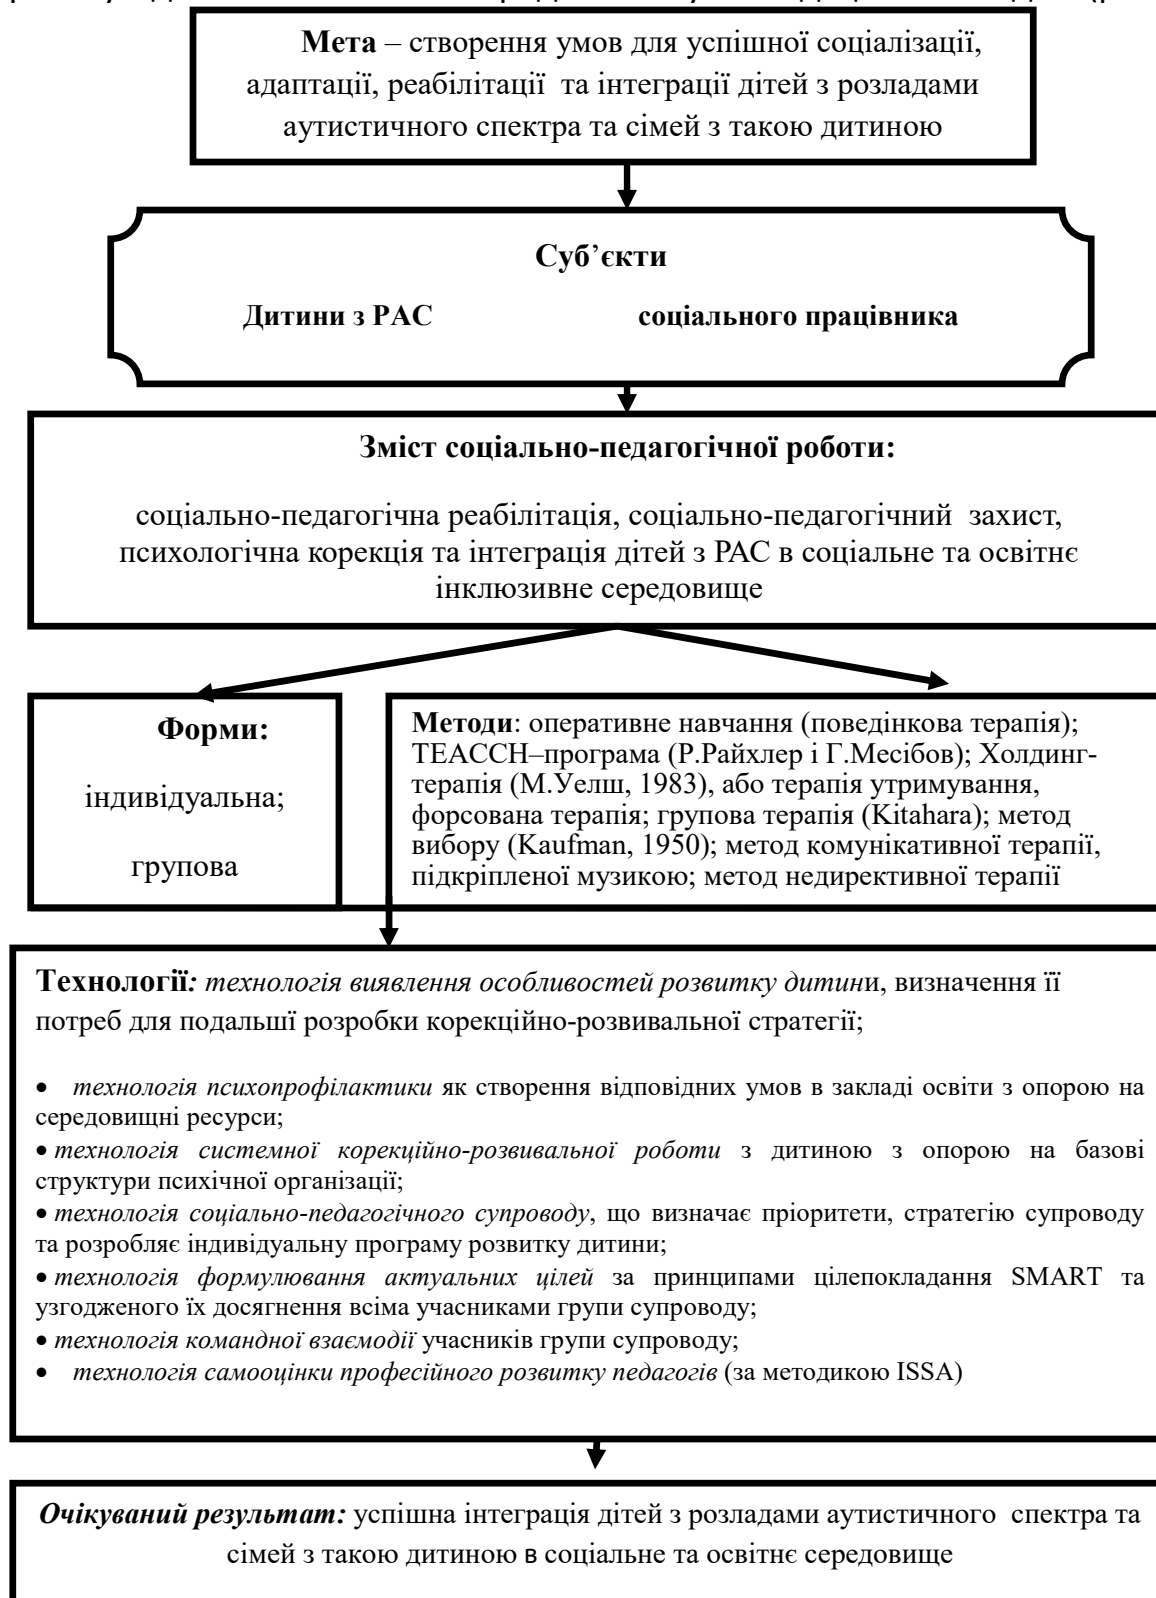 Мета – створення умов для успішної соціалізації,
адаптації, реабілітації та інтеграції дітей з розладами
аутистичного спектра та сімей з такою дитиною
Суб’єкти
Дитини з РАС соціального працівника
Зміст соціально-педагогічної роботи:
соціально-педагогічна реабілітація, соціально-педагогічний захист,
психологічна корекція та інтеграція дітей з РАС в соціальне та освітнє
інклюзивне середовище
Форми:
індивідуальна;
групова
Методи: оперативне навчання (поведінкова терапія);
ТЕАССН–програма (Р.Райхлер і Г.Месібов); Холдинг-
терапія (М.Уелш, 1983), або терапія утримування,
форсована терапія; групова терапія (Kitahara); метод
вибору (Kaufman, 1950); метод комунікативної терапії,
підкріпленої музикою; метод недирективної терапії
Технології: технологія виявлення особливостей розвитку дитини, визначення її
потреб для подальшї розробки корекційно-розвивальної стратегії;
• технологія психопрофілактики як створення відповідних умов в закладі освіти з опорою на
середовищні ресурси;
• технологія системної корекційно-розвивальної роботи з дитиною з опорою на базові
структури психічної організації;
• технологія соціально-педагогічного супроводу, що визначає пріоритети, стратегію супроводу
та розробляє індивідуальну програму розвитку дитини;
• технологія формулювання актуальних цілей за принципами цілепокладання SMART та
узгодженого їх досягнення всіма учасниками групи супроводу;
• технологія командної взаємодії учасників групи супроводу;
• технологія самооцінки професійного розвитку педагогів (за методикою ISSA)
Очікуваний результат: успішна інтеграція дітей з розладами аутистичного спектра та
сімей з такою дитиною в соціальне та освітнє середовище